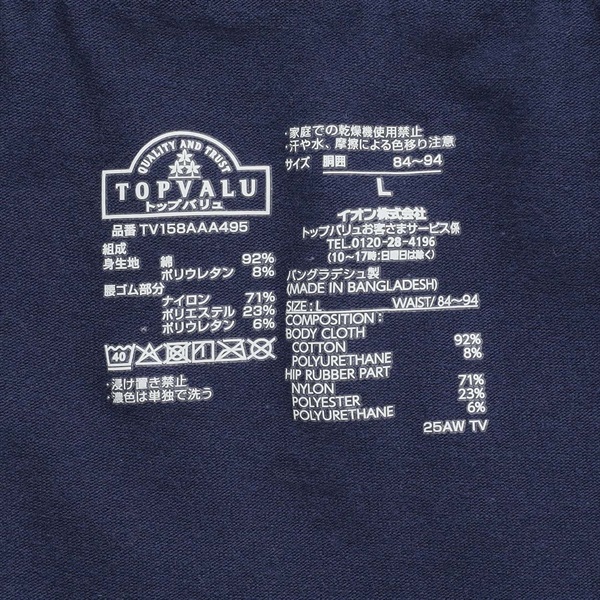 QUALITY AND TRUST
TOPVALU
トップバリュ
品番 TV158AAA495
組成
身生地 綿 92%
ポリウレタン 8%
腰ゴム部分
ナイロン 71%
ポリエステル 23%
ポリウレタン 6%
40
・浸け置き禁止
・濃色は単独で洗う
・家庭での乾燥機使用禁止
・汗や水、摩擦による色移り注意
サイズ 胴囲 84~94
L
イオン株式会社
トップバリュお客さまサービス係
TEL.0120-28-4196
(10~17時:日曜日は除く)
バングラデシュ製
(MADE IN BANGLADESH)
SIZE : L WAIST/ 84~94
COMPOSITION :
BODY CLOTH
COTTON 92%
POLYURETHANE 8%
HIP RUBBER PART
NYLON 71%
POLYESTER 23%
POLYURETHANE 6%
25AW TV